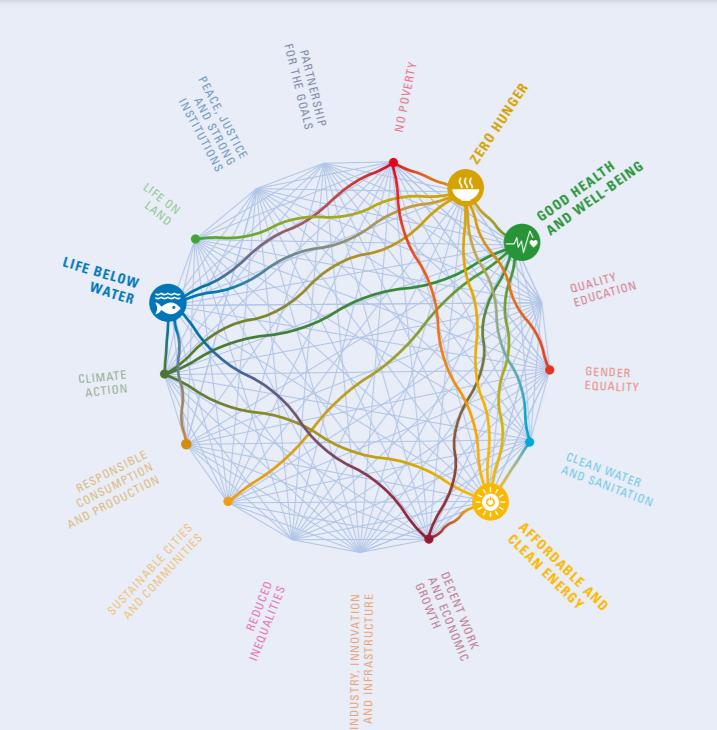 PARTNERSHIP
FOR THE GOALS
NO POVERTY
ZERO HUNGER
GOOD HEALTH
AND WELL-BEING
QUALITY
EDUCATION
GENDER
EQUALITY
CLEAN WATER
AND SANITATION
AFFORDABLE AND
CLEAN ENERGY
DECENT WORK
AND ECONOMIC
GROWTH
INDUSTRY, INNOVATION
AND INFRASTRUCTURE
REDUCED
INEQUALITIES
SUSTAINABLE CITIES
AND COMMUNITIES
RESPONSIBLE
CONSUMPTION
AND PRODUCTION
CLIMATE
ACTION
LIFE BELOW
WATER
LIFE ON
LAND
PEACE, JUSTICE
AND STRONG
INSTITUTIONS